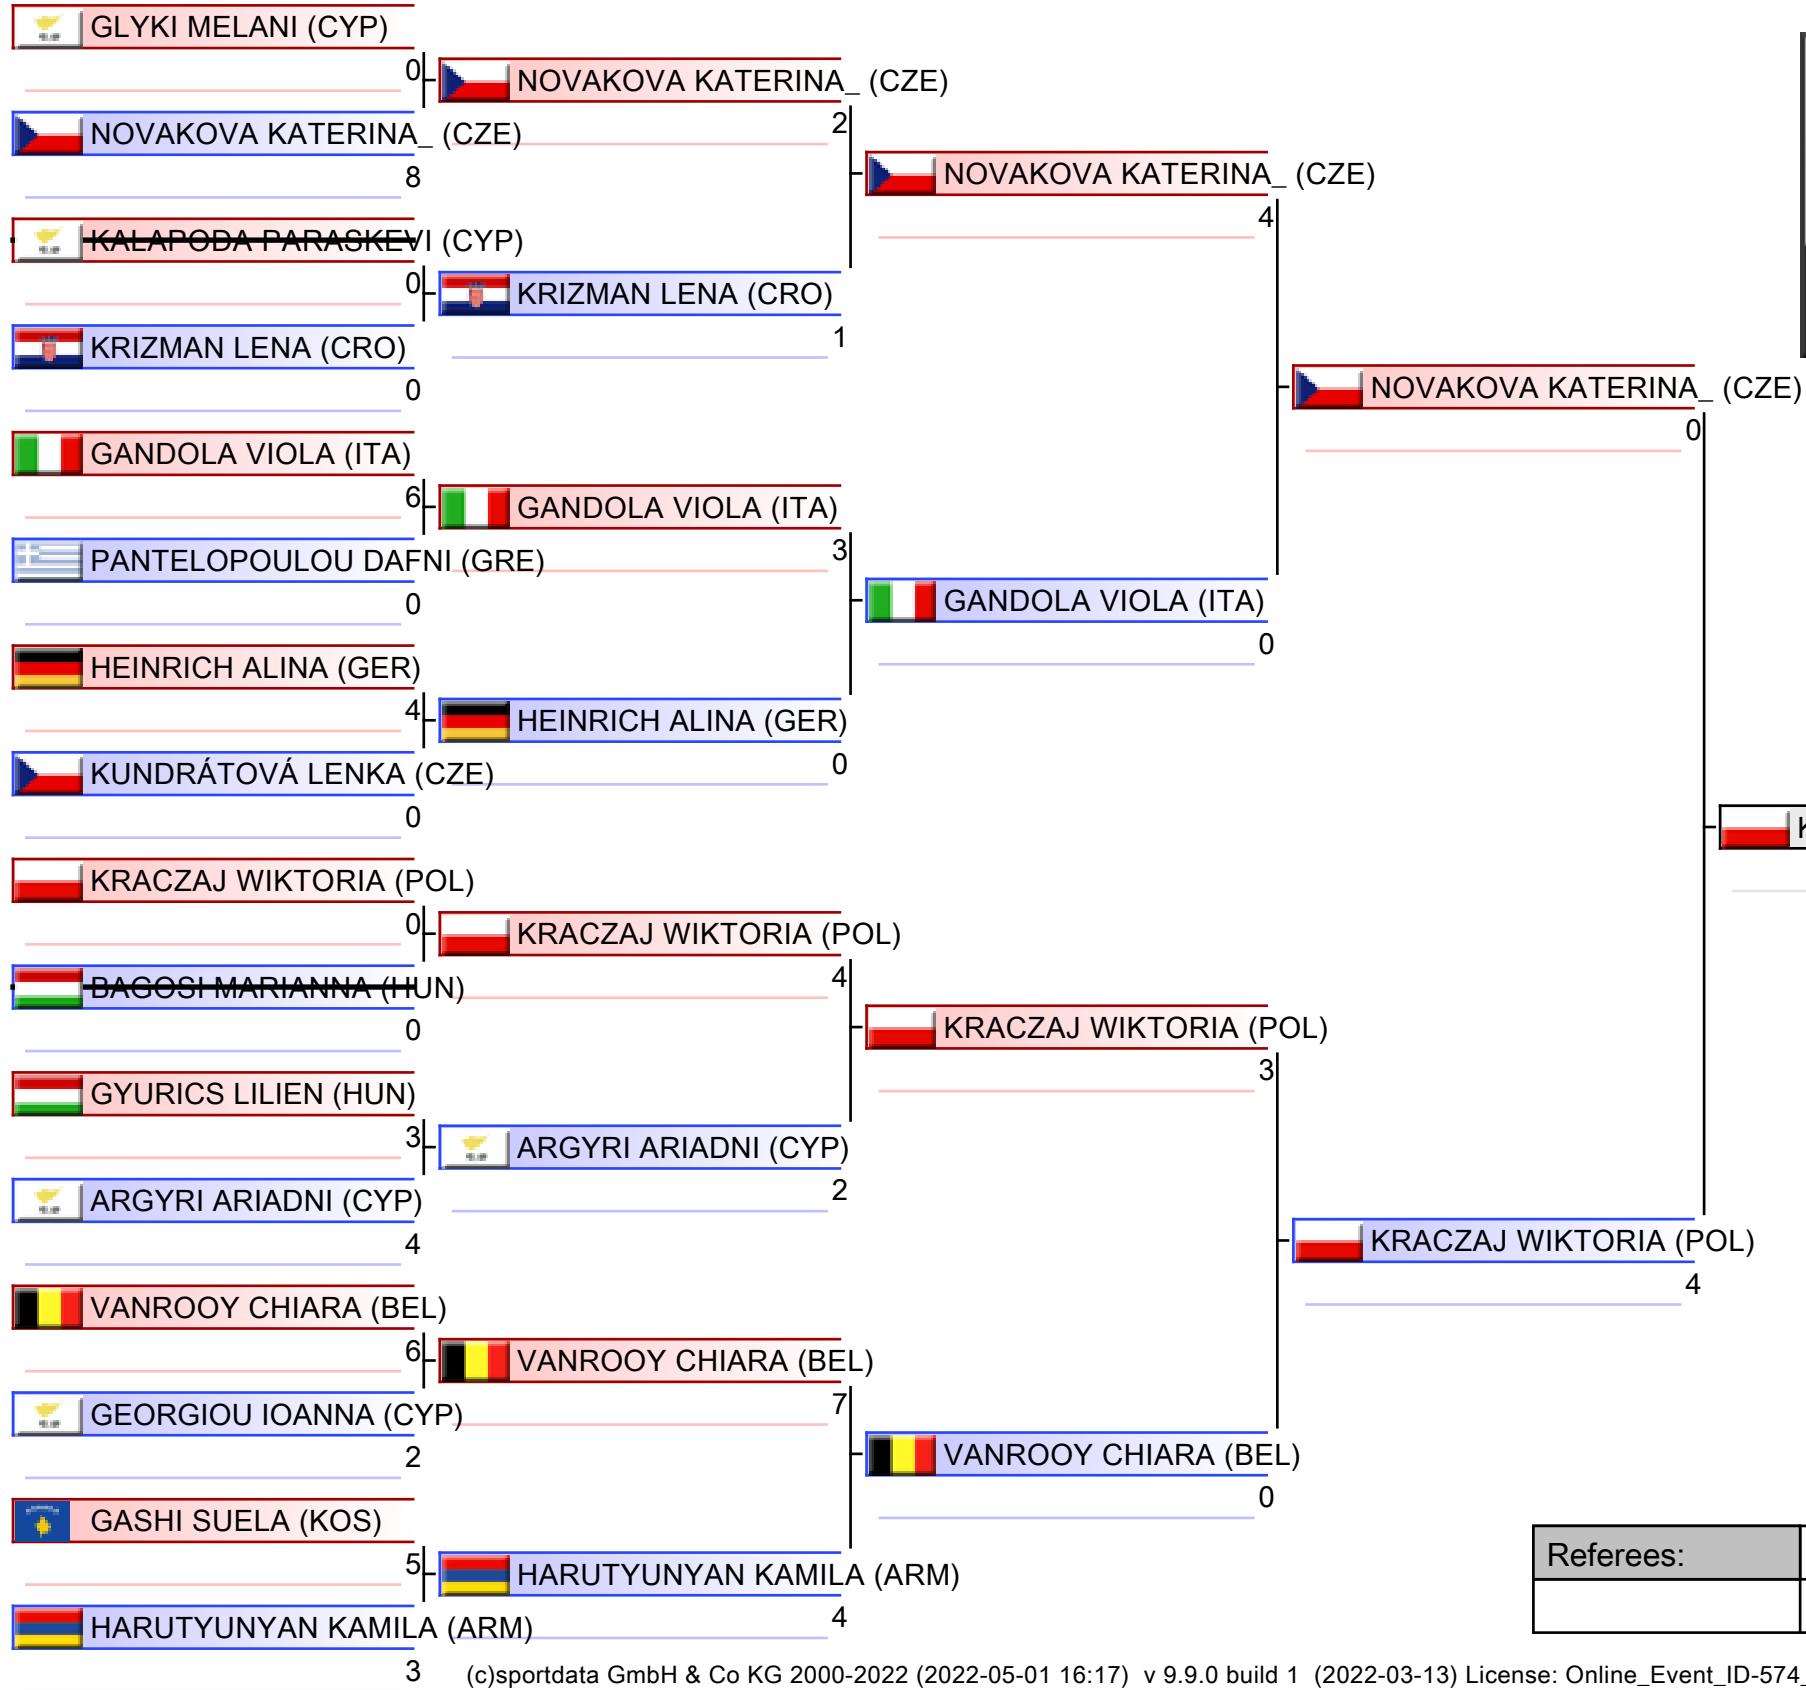 GLYKI MELANI (CYP)
0
NOVAKOVA KATERINA_ (CZE)
8
KALAPODA PARASKEVI (CYP)
0
KRIZMAN LENA (CRO)
0
GANDOLA VIOLA (ITA)
6
PANTELOPOULOU DAFNI (GRE)
0
HEINRICH ALINA (GER)
4
KUNDRÁTOVÁ LENKA (CZE)
0
KRACZAJ WIKTORIA (POL)
0
BAGOSI MARIANNA (HUN)
0
GYURICS LILIEN (HUN)
3
ARGYRI ARIADNI (CYP)
4
VANROOY CHIARA (BEL)
6
GEORGIOU IOANNA (CYP)
2
GASHI SUELA (KOS)
5
HARUTYUNYAN KAMILA (ARM)
3
NOVAKOVA KATERINA_ (CZE)
2
KRIZMAN LENA (CRO)
1
GANDOLA VIOLA (ITA)
3
HEINRICH ALINA (GER)
0
KRACZAJ WIKTORIA (POL)
4
ARGYRI ARIADNI (CYP)
2
VANROOY CHIARA (BEL)
7
HARUTYUNYAN KAMILA (ARM)
4
NOVAKOVA KATERINA_ (CZE)
4
GANDOLA VIOLA (ITA)
0
KRACZAJ WIKTORIA (POL)
3
VANROOY CHIARA (BEL)
0
NOVAKOVA KATERINA_ (CZE)
0
KRACZAJ WIKTORIA (POL)
4
Referees:
(c)sportdata GmbH & Co KG 2000-2022 (2022-05-01 16:17) v 9.9.0 build 1 (2022-03-13) License: Online_Event_ID-574_